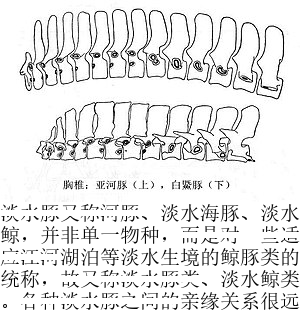 胸椎：亚河豚（上），白鱀豚（下）
淡水豚又称河豚、淡水海豚、淡水
鲸，并非单一物种，而是对一些适
应江河湖泊等淡水生境的鲸豚类的
统称，故又称淡水豚类、淡水鲸类
。各种淡水豚之间的亲缘关系很远